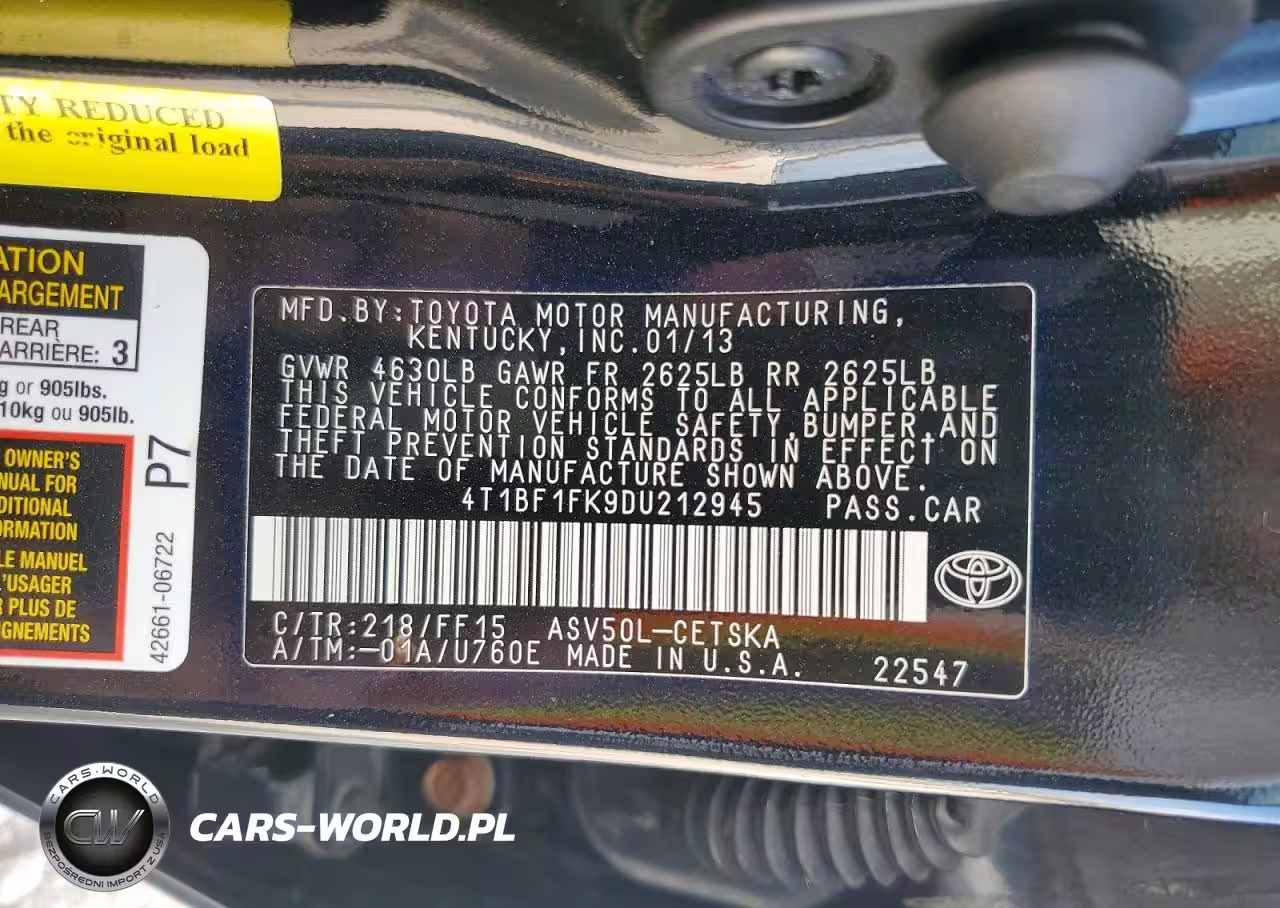 TY REDUCED
the original load
ATION
ARGEMENT
REAR
ARRIÈRE: 3
g or 905lbs.
10kg ou 905lb.
OWNER'S
NUAL FOR
DITIONAL
ORMATION
LE MANUEL
L'USAGER
R PLUS DE
IGNEMENTS
P7
42661-06722
MFD.BY:TOYOTA MOTOR MANUFACTURING,
KENTUCKY,INC.01/13
GVWR 4630LB GAWR FR 2625LB RR 2625LB
THIS VEHICLE CONFORMS TO ALL APPLICABLE
FEDERAL MOTOR VEHICLE SAFETY,BUMPER,AND
THEFT PREVENTION STANDARDS IN EFFECT ON
THE DATE OF MANUFACTURE SHOWN ABOVE.
4T1BF1FK9DU212945 PASS.CAR
C/TR:218/FF15 ASV50L-CETSKA
A/TM:-01A/U760E MADE IN U.S.A. 22547
CARS-WORLD
CW
BEZPOŚREDNI IMPORT Z USA
CARS-WORLD.PL